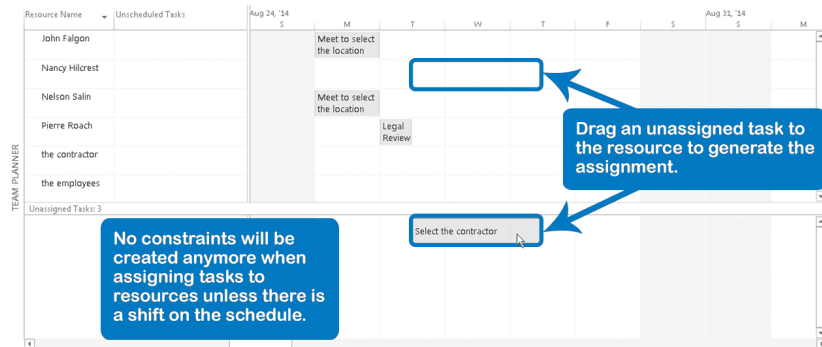 Resource Name Unscheduled Tasks Aug 24, '14 Aug 31, '14
S M T W T F S S M
John Falgon
Meet to select
the location
Nancy Hilcrest
Nelson Salin
Meet to select
the location
Pierre Roach
Legal
Review
the contractor
the employees
TEAM PLANNER
Drag an unassigned task to
the resource to generate the
assignment.
Unassigned Tasks: 3
Select the contractor
No constraints will be
created anymore when
assigning tasks to
resources unless there is
a shift on the schedule.